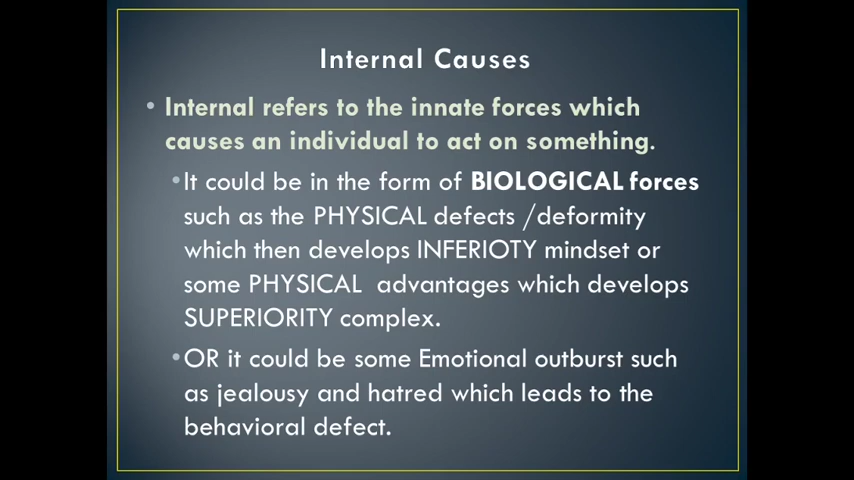 Internal Causes
• Internal refers to the innate forces which
causes an individual to act on something.
• It could be in the form of BIOLOGICAL forces
such as the PHYSICAL defects /deformity
which then develops INFERIOTY mindset or
some PHYSICAL advantages which develops
SUPERIORITY complex.
• OR it could be some Emotional outburst such
as jealousy and hatred which leads to the
behavioral defect.